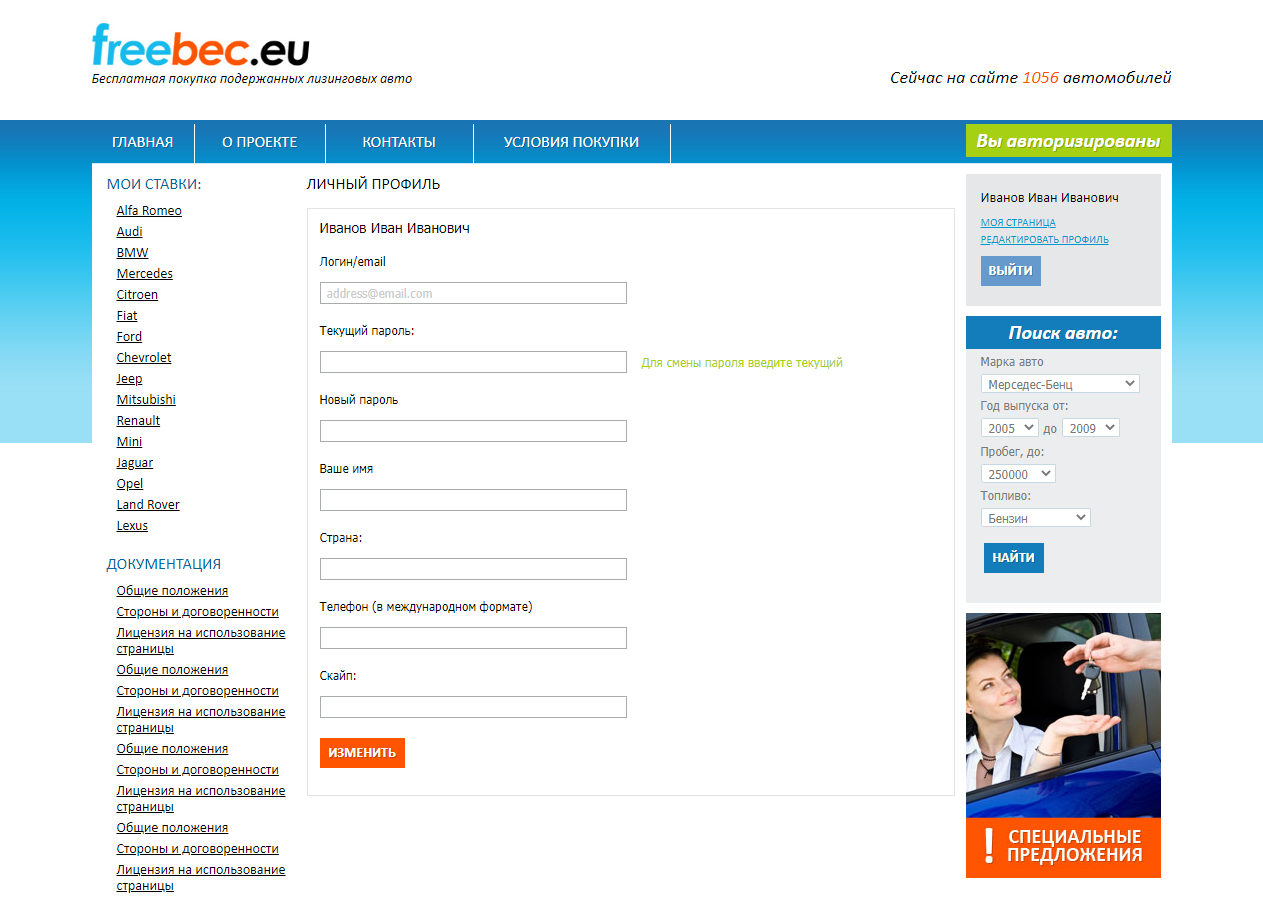 freebec.eu
Бесплатная покупка подержанных лизинговых авто
Сейчас на сайте 1056 автомобилей
ГЛАВНАЯ
О ПРОЕКТЕ
КОНТАКТЫ
УСЛОВИЯ ПОКУПКИ
Вы авторизированы
МОИ СТАВКИ:
Alfa Romeo
Audi
BMW
Mercedes
Citroen
Fiat
Ford
Chevrolet
Jeep
Mitsubishi
Renault
Mini
Jaguar
Opel
Land Rover
Lexus
ДОКУМЕНТАЦИЯ
Общие положения
Стороны и договоренности
Лицензия на использование
страницы
Общие положения
Стороны и договоренности
Лицензия на использование
страницы
Общие положения
Стороны и договоренности
Лицензия на использование
страницы
Общие положения
Стороны и договоренности
Лицензия на использование
страницы
ЛИЧНЫЙ ПРОФИЛЬ
Иванов Иван Иванович
Логин/email
address@email.com
Текущий пароль:
Для смены пароля введите текущий
Новый пароль
Ваше имя
Страна:
Телефон (в международном формате)
Скайп:
ИЗМЕНИТЬ
Иванов Иван Иванович
МОЯ СТРАНИЦА
РЕДАКТИРОВАТЬ ПРОФИЛЬ
ВЫЙТИ
Поиск авто:
Марка авто
Мерседес-Бенц
Год выпуска от:
2005 до 2009
Пробег, до:
250000
Топливо:
Бензин
НАЙТИ
! СПЕЦИАЛЬНЫЕ
ПРЕДЛОЖЕНИЯ